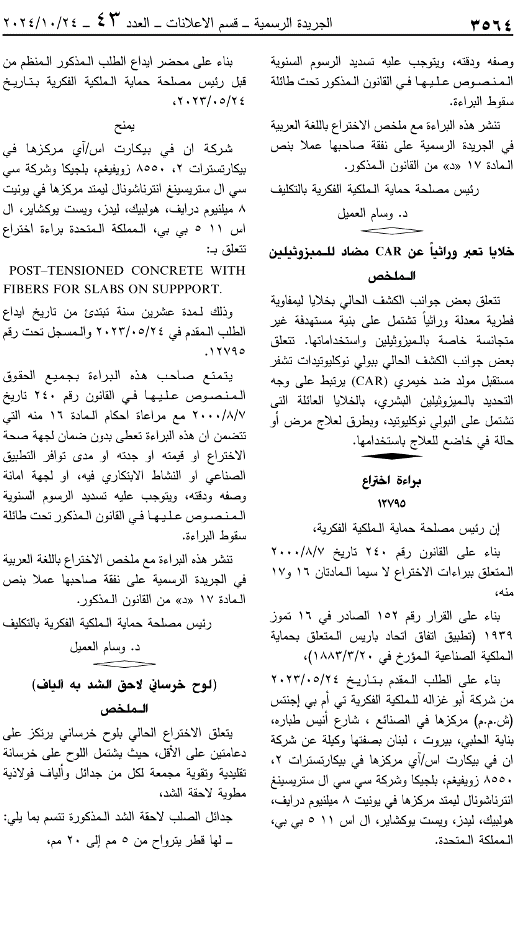 ٣٥٦٤
الجريدة الرسمية – قسم الاعلانات – العدد ٤٣ – ٢٠٢٤/١٠/٢٤
وصفه ودقته، ويتوجب عليه تسديد الرسوم السنوية
المنصوص عليها في القانون المذكور تحت طائلة
سقوط البراءة.
تنشر هذه البراءة مع ملخص الاختراع باللغة العربية
في الجريدة الرسمية على نفقة صاحبها عملا بنص
المادة ١٧ «د» من القانون المذكور.
رئيس مصلحة حماية الملكية الفكرية بالتكليف
د. وسام العميل
خلايا تعبر وراثياً عن CAR مضاد للميزوثيلين
الملخص
تتعلق بعض جوانب الكشف الحالي بخلايا ليمفاوية
فطرية معدلة وراثياً تشتمل على بنية مستهدفة غير
متجانسة خاصة بالميزوثيلين واستخداماتها. تتعلق
بعض جوانب الكشف الحالي ببولي نوكليوتيدات تشفر
مستقبل مولد ضد خيمري (CAR) يرتبط على وجه
التحديد بالميزوثيلين البشري، بالخلايا العائلة التى
تشتمل على البولي نوكليوتيد، وبطرق لعلاج مرض أو
حالة في خاضع للعلاج باستخدامها.
براءة اختراع
١٢٧٩٥
إن رئيس مصلحة حماية الملكية الفكرية،
بناء على القانون رقم ٢٤٠ تاريخ ٢٠٠٠/٨/٧
المتعلق ببراءات الاختراع لا سيما المادتان ١٦ و١٧
منه،
بناء على القرار رقم ١٥٢ الصادر في ١٦ تموز
١٩٣٩ (تطبيق اتفاق اتحاد باريس المتعلق بحماية
الملكية الصناعية المؤرخ في ١٨٨٣/٣/٢٠)،
بناء على الطلب المقدم بتاريخ ٢٠٢٣/٠٥/٢٤
من شركة أبو غزاله للملكية الفكرية تي أم بي إجنتس
(ش.م.م) مركزها في الصنائع ، شارع أنيس طباره،
بناية الحلبي، بيروت ، لبنان بصفتها وكيلة عن شركة
ان في بيكارت اس/آي مركزها في بيكارتسترات ٢،
٨٥٥٠ زويفيغم، بلجيكا وشركة سي سي ال ستريسينغ
انترناشونال ليمتد مركزها في يونيت ٨ ميلنيوم درايف،
هولبيك، ليدز، ويست يوكشاير، ال اس ١١ ٥ بي بي،
المملكة المتحدة.
بناء على محضر ايداع الطلب المذكور المنظم من
قبل رئيس مصلحة حماية الملكية الفكرية بتاريخ
٢٠٢٣/٠٥/٢٤،
يمنح
شركة ان في بيكارت اس/آي مركزها في
بيكارتسترات ٢، ٨٥٥٠ زويفيغم، بلجيكا وشركة سي
سي ال ستريسينغ انترناشونال ليمتد مركزها في يونيت
٨ ميلنيوم درايف، هولبيك، ليدز، ويست يوكشاير، ال
اس ١١ ٥ بي بي، المملكة المتحدة براءة اختراع
تتعلق بـ:
POST–TENSIONED CONCRETE WITH
FIBERS FOR SLABS ON SUPPPORT.
وذلك لمدة عشرين سنة تبتدئ من تاريخ ايداع
الطلب المقدم في ٢٠٢٣/٠٥/٢٤ والمسجل تحت رقم
١٢٧٩٥.
يتمتع صاحب هذه البراءة بجميع الحقوق
المنصوص عليها في القانون رقم ٢٤٠ تاريخ
٢٠٠٠/٨/٧ مع مراعاة احكام المادة ١٦ منه التي
تتضمن ان هذه البراءة تعطى بدون ضمان لجهة صحة
الاختراع او قيمته او جدته او مدى توافر التطبيق
الصناعي او النشاط الابتكاري فيه، او لجهة امانة
وصفه ودقته، ويتوجب عليه تسديد الرسوم السنوية
المنصوص عليها في القانون المذكور تحت طائلة
سقوط البراءة.
تنشر هذه البراءة مع ملخص الاختراع باللغة العربية
في الجريدة الرسمية على نفقة صاحبها عملا بنص
المادة ١٧ «د» من القانون المذكور.
رئيس مصلحة حماية الملكية الفكرية بالتكليف
د. وسام العميل
(لوح خرساني لاحق الشد به ألياف)
الملخص
يتعلق الاختراع الحالي بلوح خرساني يرتكز على
دعامتين على الأقل، حيث يشتمل اللوح على خرسانة
تقليدية وتقوية مجمعة لكل من جدائل وألياف فولاذية
مطوية لاحقة الشد،
جدائل الصلب لاحقة الشد المذكورة تتسم بما يلي:
– لها قطر يتراوح من ٥ مم إلى ٢٠ مم،